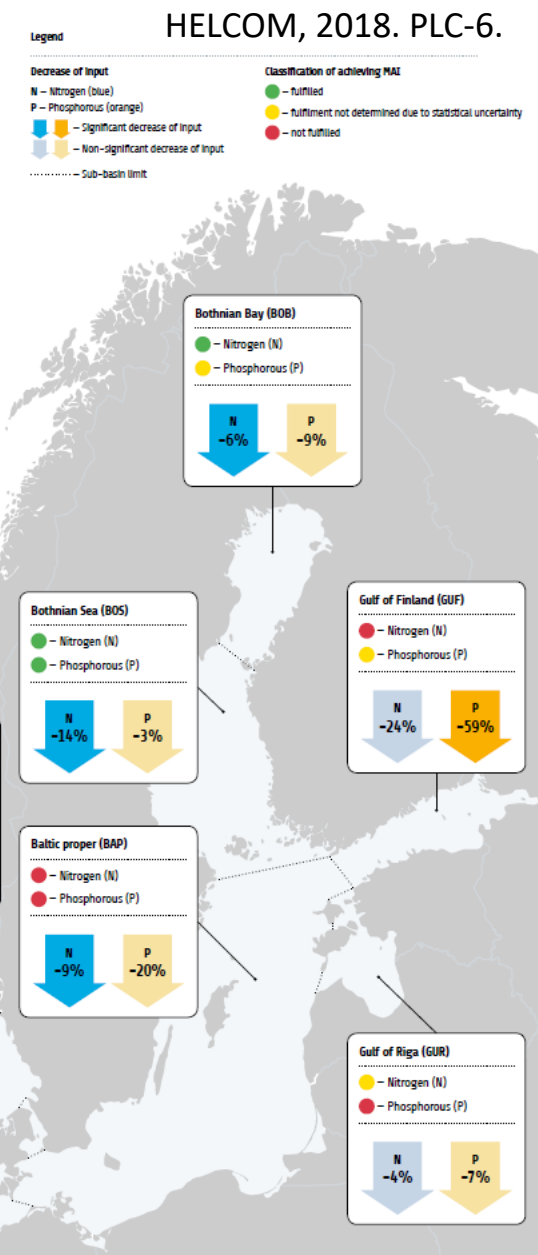 HELCOM, 2018. PLC-6.
Legend
Decrease of input
N – Nitrogen (blue)
P – Phosphorous (orange)
– Significant decrease of input
– Non-significant decrease of input
– Sub-basin limit
Classification of achieving MAI
– fulfilled
– fulfilment not determined due to statistical uncertainty
– not fulfilled
Bothnian Bay (BOB)
– Nitrogen (N)
– Phosphorous (P)
N P
-6% -9%
Bothnian Sea (BOS)
– Nitrogen (N)
– Phosphorous (P)
N P
-14% -3%
Gulf of Finland (GUF)
– Nitrogen (N)
– Phosphorous (P)
N P
-24% -59%
Baltic proper (BAP)
– Nitrogen (N)
– Phosphorous (P)
N P
-9% -20%
Gulf of Riga (GUR)
– Nitrogen (N)
– Phosphorous (P)
N P
-4% -7%